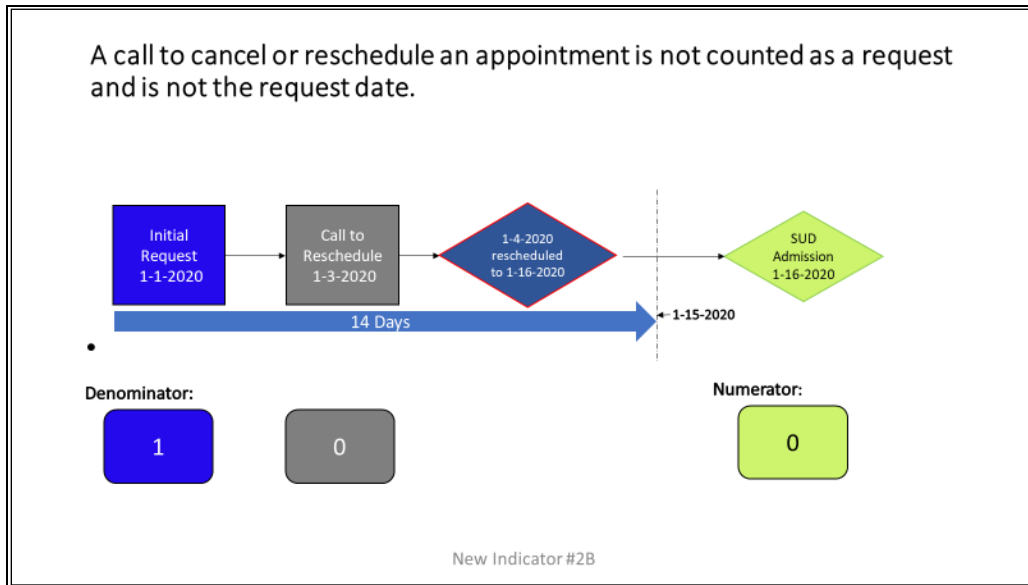 A call to cancel or reschedule an appointment is not counted as a request
and is not the request date.
Initial
Request
1-1-2020
Call to
Reschedule
1-3-2020
1-4-2020
rescheduled
to 1-16-2020
SUD
Admission
1-16-2020
14 Days
1-15-2020
•
Denominator:
Numerator:
1
0
0
New Indicator #2B